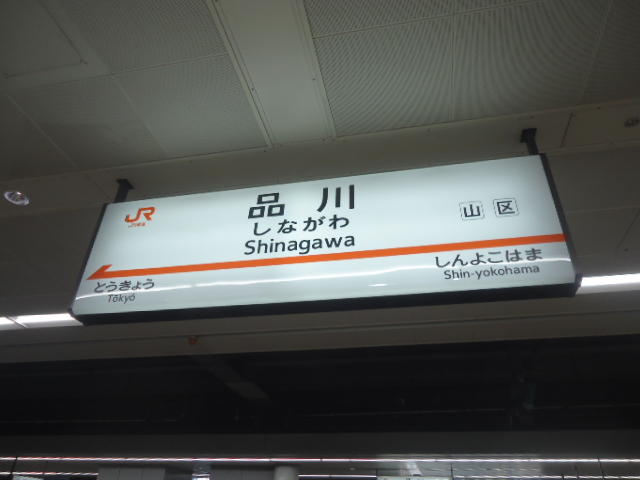 JR
品川
しながわ
Shinagawa
山 区
とうきょう
Tōkyō
しんよこはま
Shin-yokohama